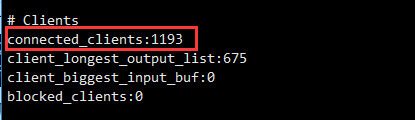 # Clients
connected_clients:1193
client_longest_output_list:675
client_biggest_input_buf:0
blocked_clients:0